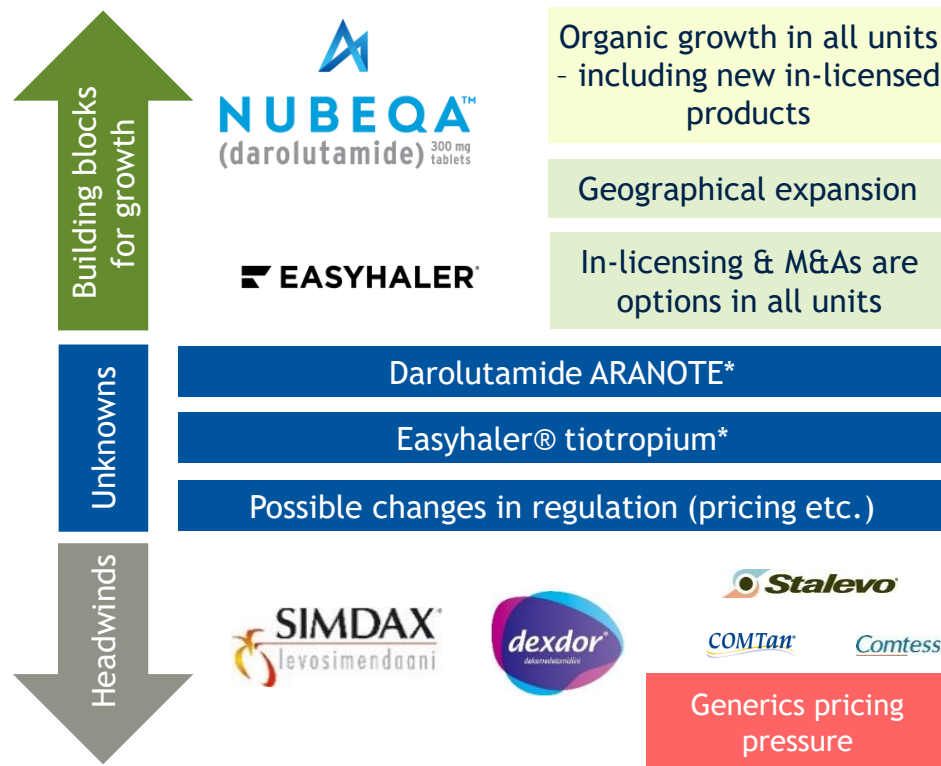 Building blocks
for growth
NUBEQA™
(darolutamide) 300 mg tablets
Organic growth in all units
– including new in-licensed
products
Geographical expansion
EASYHALER®
In-licensing & M&As are
options in all units
Unknowns
Darolutamide ARANOTE*
Easyhaler® tiotropium*
Possible changes in regulation (pricing etc.)
Headwinds
SIMDAX®
levosimendaani
dexdor®
deksmedetomidiini
Stalevo®
COMTan®
Comtess
Generics pricing
pressure